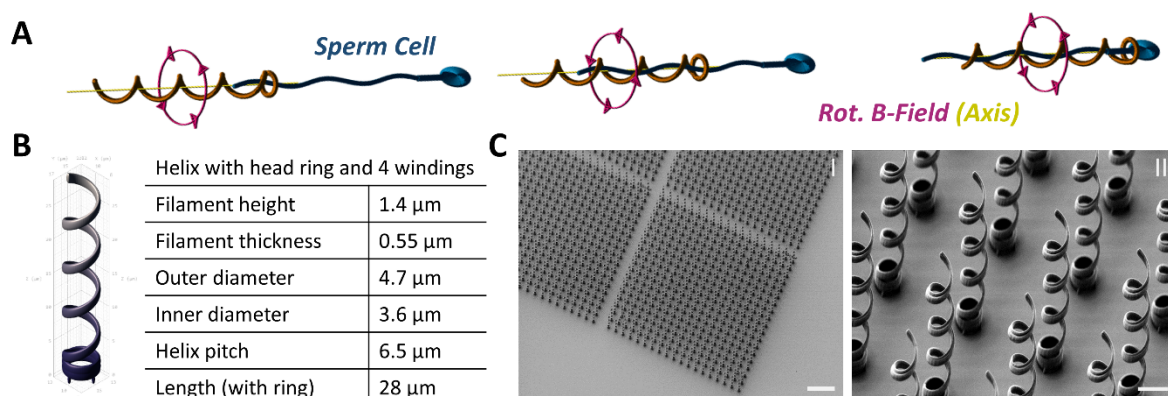 A
Sperm Cell
Rot. B-Field (Axis)
B
Helix with head ring and 4 windings
Filament height 1.4 µm
Filament thickness 0.55 µm
Outer diameter 4.7 µm
Inner diameter 3.6 µm
Helix pitch 6.5 µm
Length (with ring) 28 µm
C
I
II